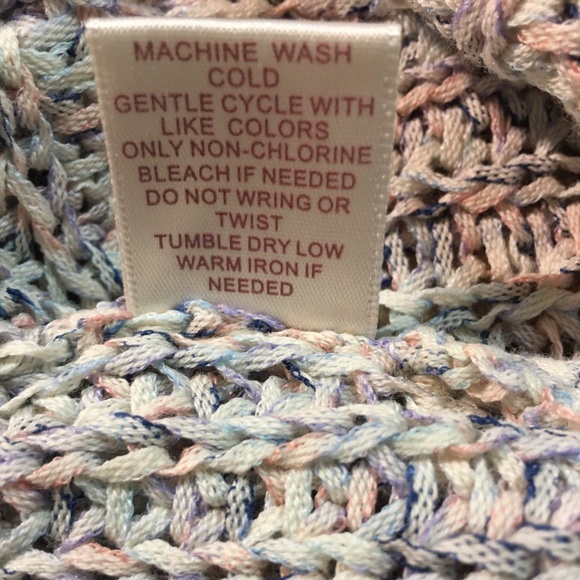 MACHINE WASH
COLD
GENTLE CYCLE WITH
LIKE COLORS
ONLY NON-CHLORINE
BLEACH IF NEEDED
DO NOT WRING OR
TWIST
TUMBLE DRY LOW
WARM IRON IF
NEEDED